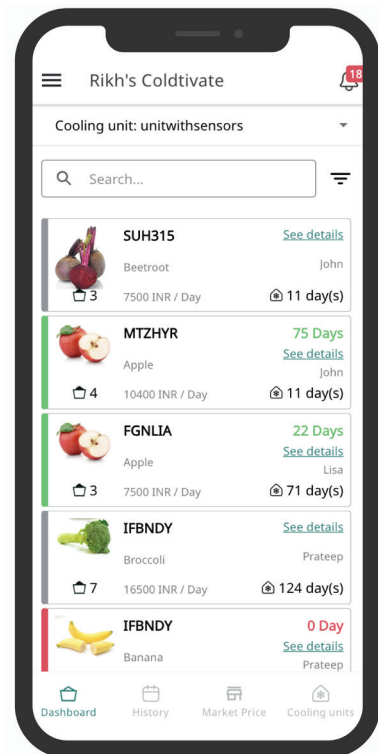 Rikh's Coldtivate
18
Cooling unit: unitwithsensors
Search...
SUH315
See details
Beetroot
John
3
7500 INR / Day
11 day(s)
MTZHYR
75 Days
See details
Apple
John
4
10400 INR / Day
11 day(s)
FGNLIA
22 Days
See details
Apple
Lisa
3
7500 INR / Day
71 day(s)
IFBNDY
See details
Broccoli
Prateep
7
16500 INR / Day
124 day(s)
IFBNDY
0 Day
See details
Banana
Prateep
Dashboard
History
Market Price
Cooling units